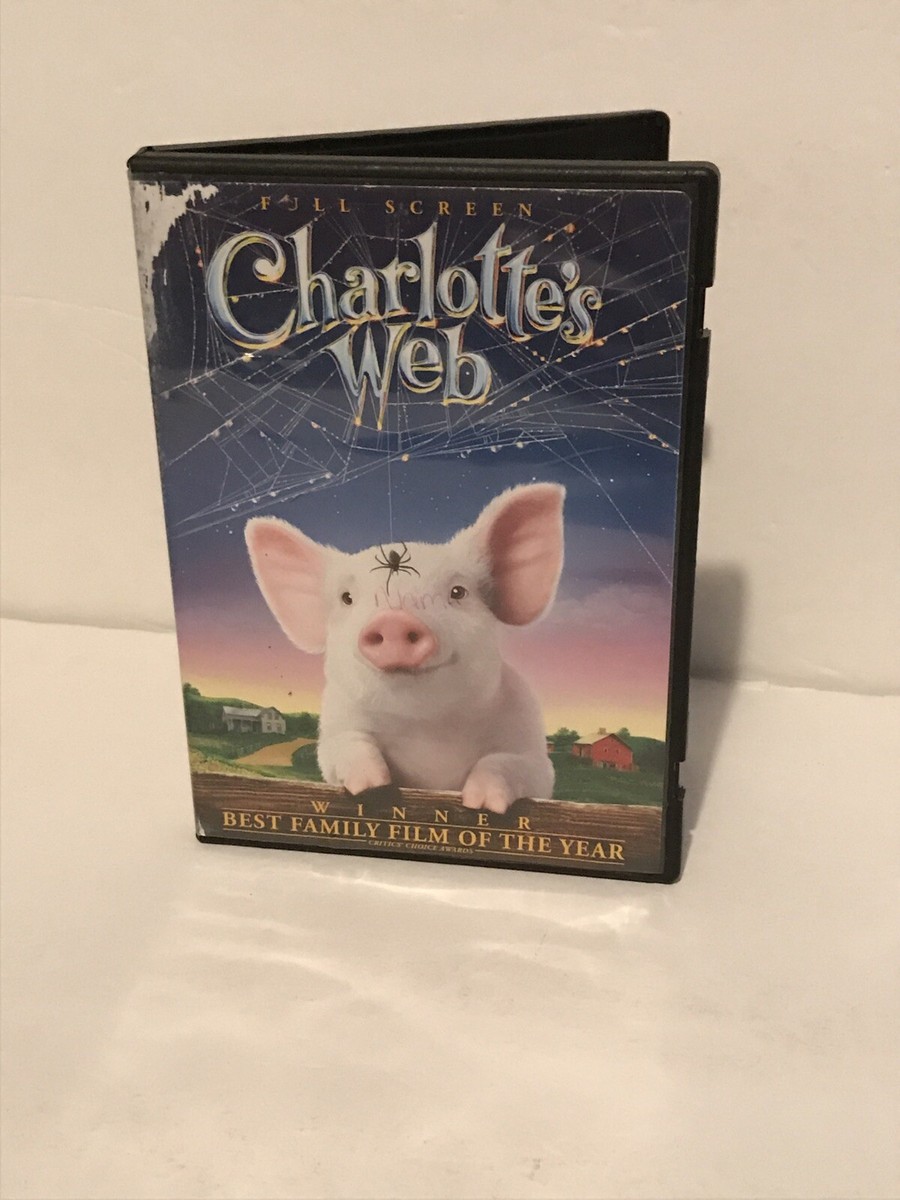 FULL SCREEN
Charlotte's
Web
WINNER
BEST FAMILY FILM OF THE YEAR
CRITICS' CHOICE AWARDS